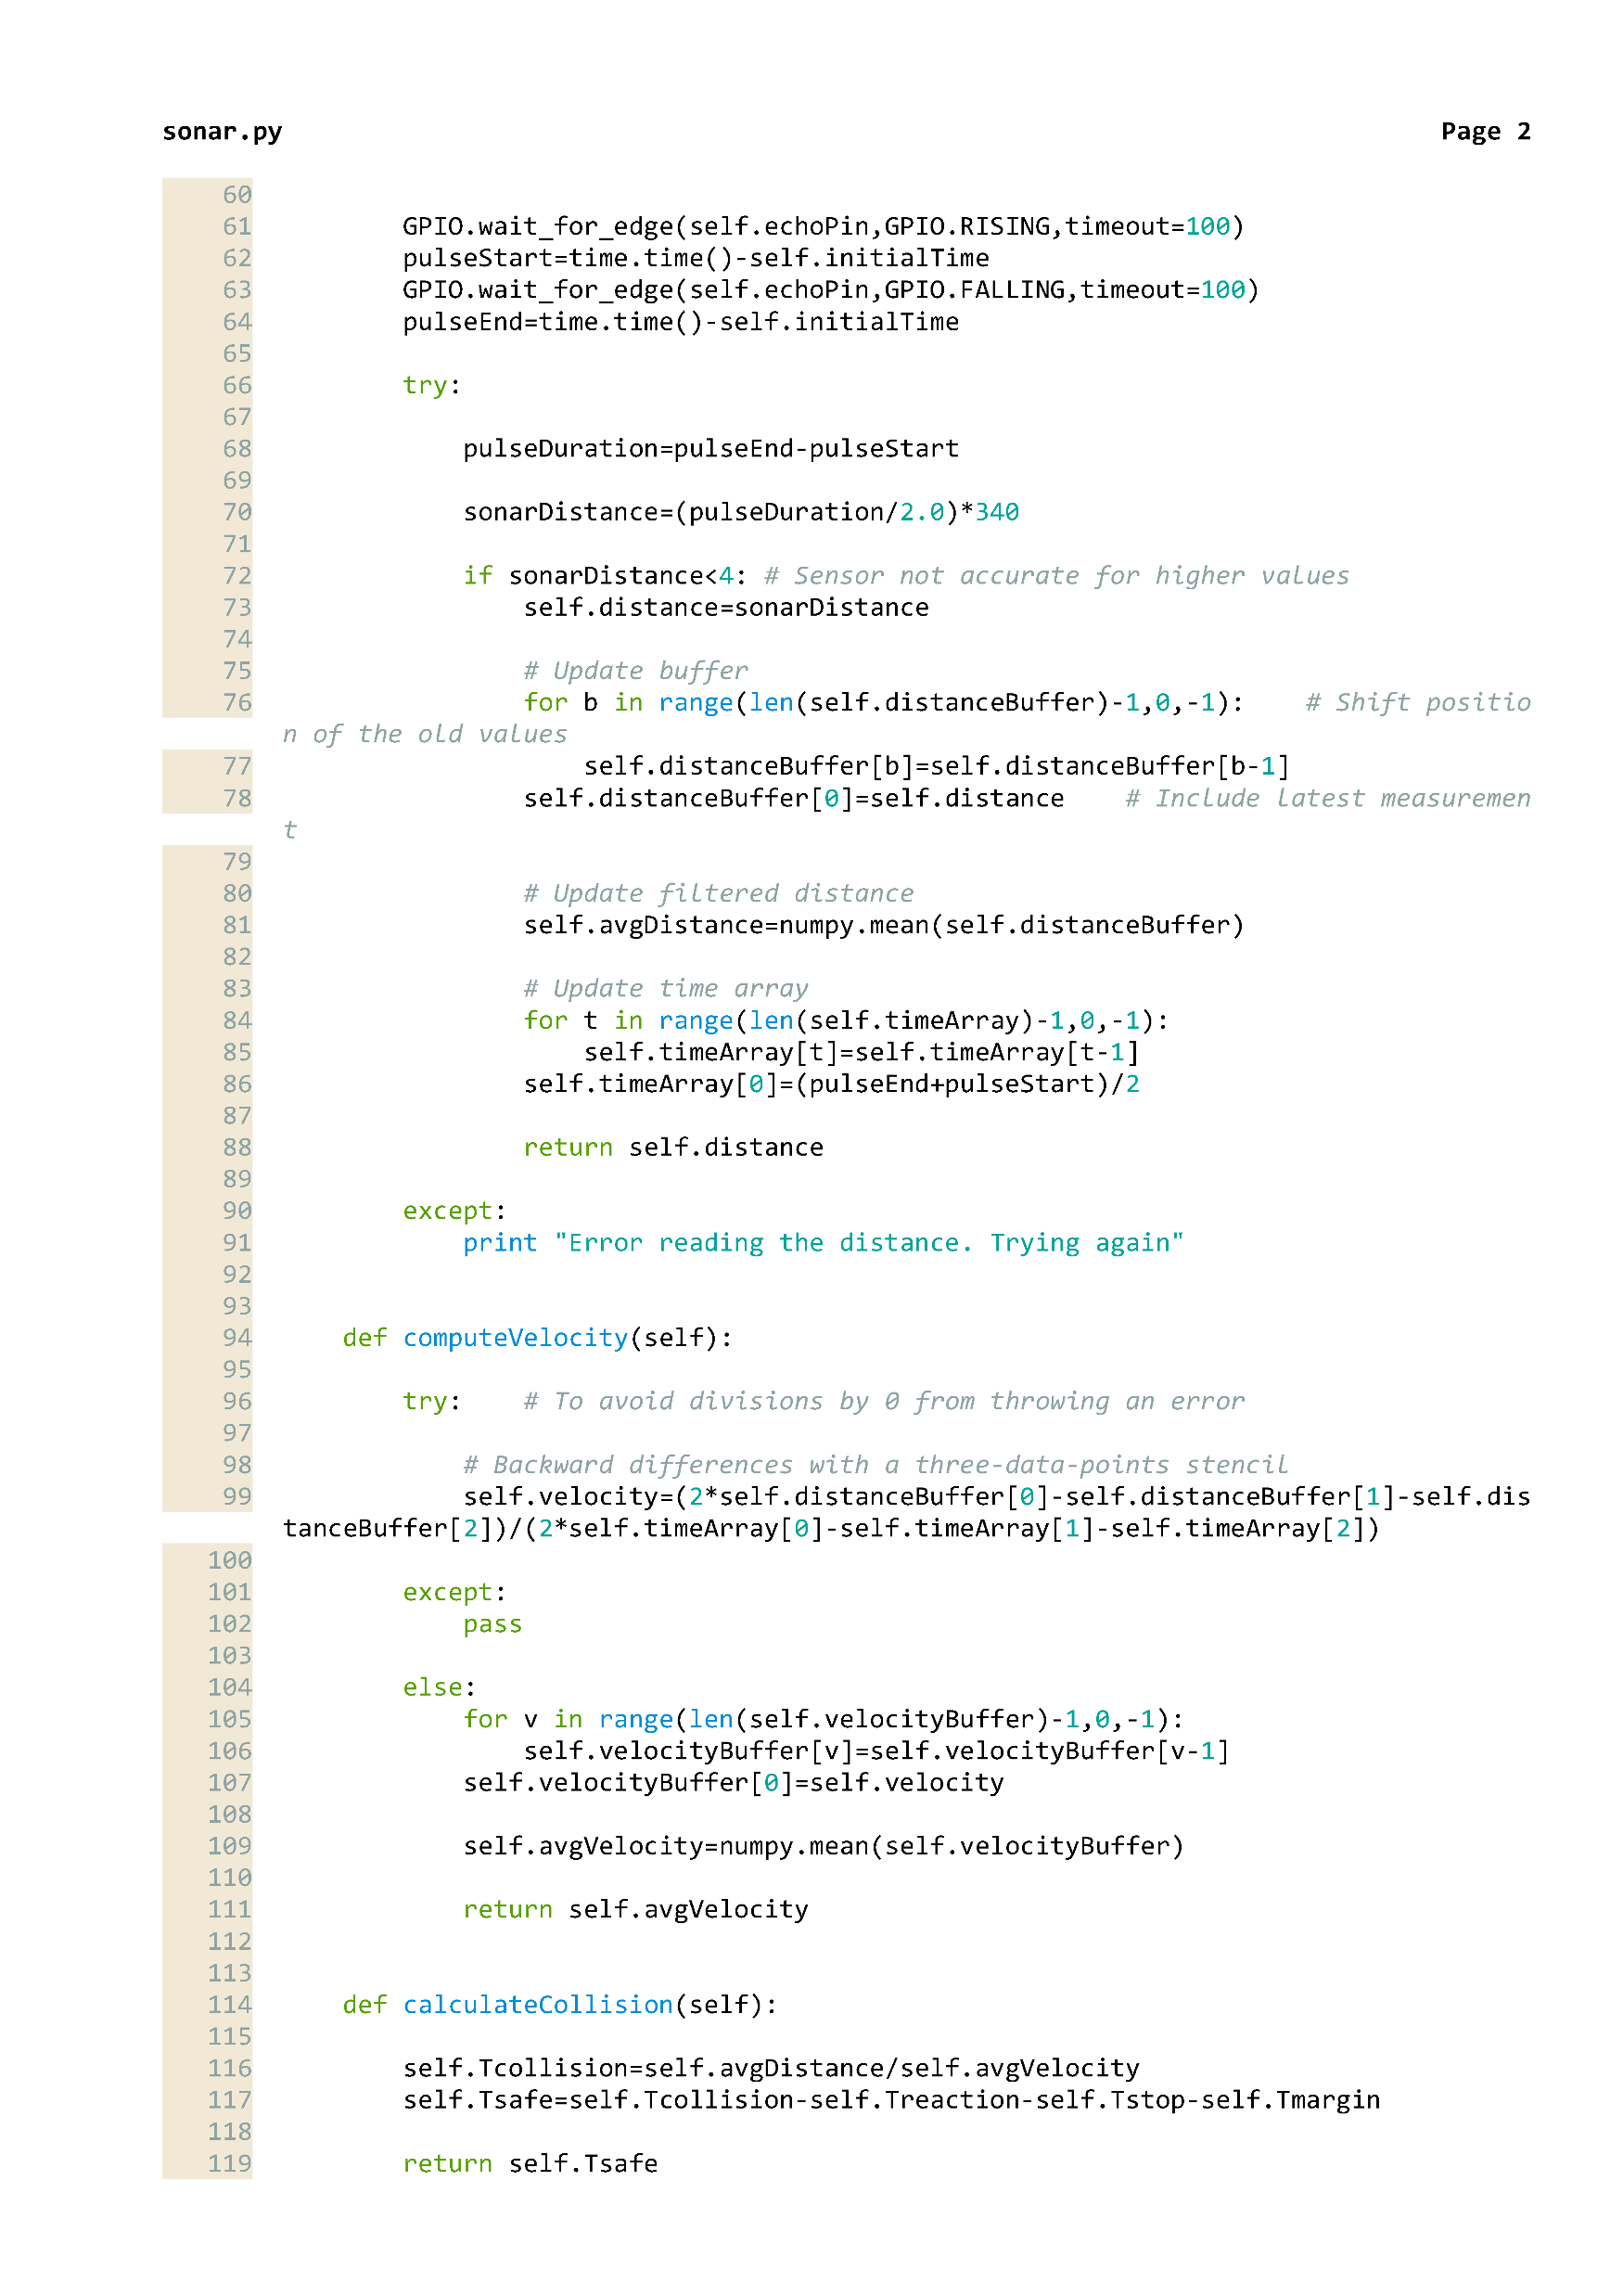 sonar.py Page 2
60
61 GPIO.wait_for_edge(self.echoPin,GPIO.RISING,timeout=100)
62 pulseStart=time.time()-self.initialTime
63 GPIO.wait_for_edge(self.echoPin,GPIO.FALLING,timeout=100)
64 pulseEnd=time.time()-self.initialTime
65
66 try:
67
68 pulseDuration=pulseEnd-pulseStart
69
70 sonarDistance=(pulseDuration/2.0)*340
71
72 if sonarDistance<4: # Sensor not accurate for higher values
73 self.distance=sonarDistance
74
75 # Update buffer
76 for b in range(len(self.distanceBuffer)-1,0,-1): # Shift positio
n of the old values
77 self.distanceBuffer[b]=self.distanceBuffer[b-1]
78 self.distanceBuffer[0]=self.distance # Include latest measuremen
t
79
80 # Update filtered distance
81 self.avgDistance=numpy.mean(self.distanceBuffer)
82
83 # Update time array
84 for t in range(len(self.timeArray)-1,0,-1):
85 self.timeArray[t]=self.timeArray[t-1]
86 self.timeArray[0]=(pulseEnd+pulseStart)/2
87
88 return self.distance
89
90 except:
91 print "Error reading the distance. Trying again"
92
93
94 def computeVelocity(self):
95
96 try: # To avoid divisions by 0 from throwing an error
97
98 # Backward differences with a three-data-points stencil
99 self.velocity=(2*self.distanceBuffer[0]-self.distanceBuffer[1]-self.dis
tanceBuffer[2])/(2*self.timeArray[0]-self.timeArray[1]-self.timeArray[2])
100
101 except:
102 pass
103
104 else:
105 for v in range(len(self.velocityBuffer)-1,0,-1):
106 self.velocityBuffer[v]=self.velocityBuffer[v-1]
107 self.velocityBuffer[0]=self.velocity
108
109 self.avgVelocity=numpy.mean(self.velocityBuffer)
110
111 return self.avgVelocity
112
113
114 def calculateCollision(self):
115
116 self.Tcollision=self.avgDistance/self.avgVelocity
117 self.Tsafe=self.Tcollision-self.Treaction-self.Tstop-self.Tmargin
118
119 return self.Tsafe